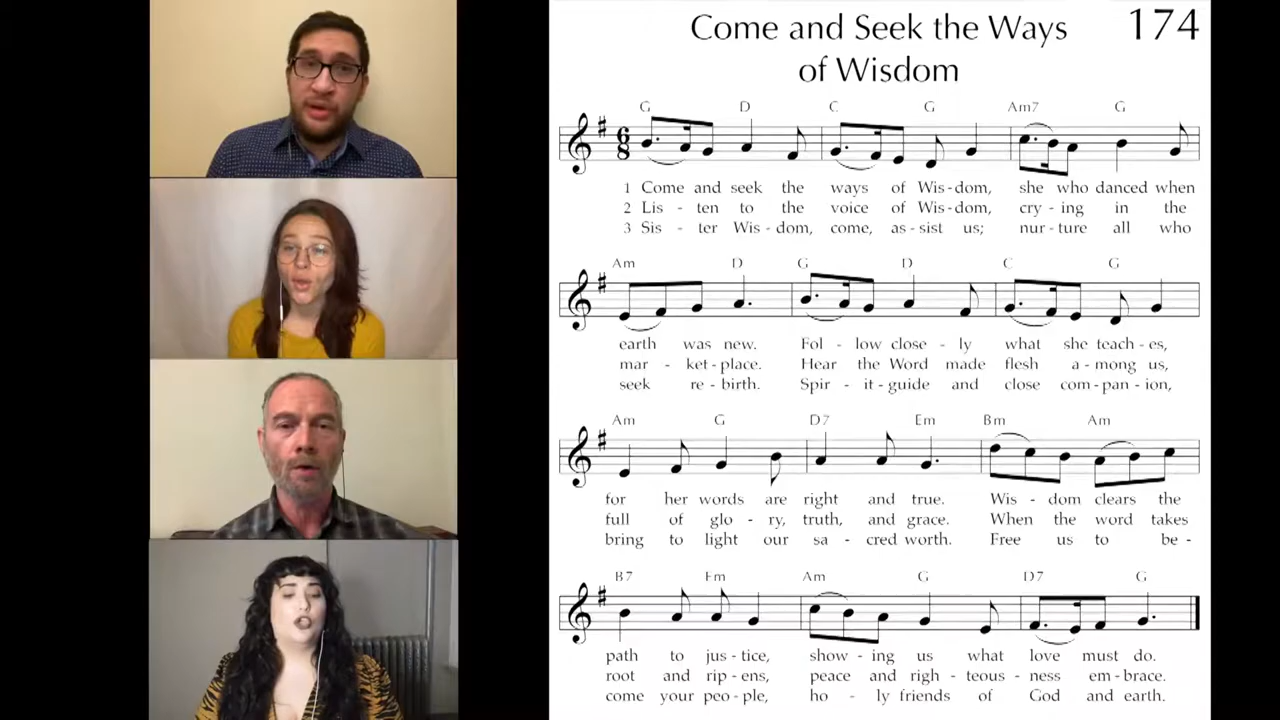 Come and Seek the Ways 174
of Wisdom
G D C G Am7 G
6
8
1 Come and seek the ways of Wis - dom, she who danced when
2 Lis - ten to the voice of Wis - dom, cry - ing in the
3 Sis - ter Wis - dom, come, as - sist us; nur - ture all who
Am D G D C G
earth was new. Fol - low close - ly what she teach - es,
mar - ket - place. Hear the Word made flesh a - mong us,
seek re - birth. Spir - it - guide and close com - pan - ion,
Am G D7 Em Bm Am
for her words are right and true. Wis - dom clears the
full of glo - ry, truth, and grace. When the word takes
bring to light our sa - cred worth. Free us to be -
B7 Em Am G D7 G
path to jus - tice, show - ing us what love must do.
root and rip - ens, peace and righ - teous - ness em - brace.
come your peo - ple, ho - ly friends of God and earth.